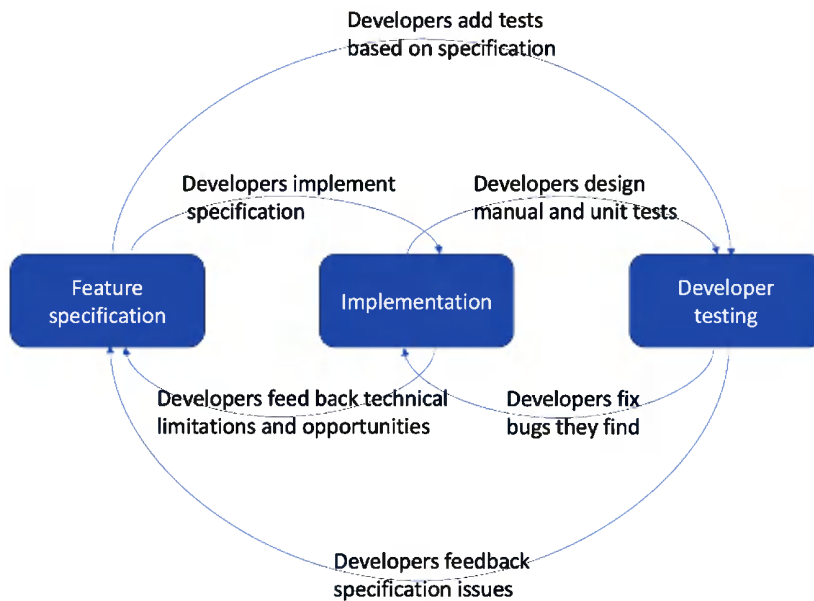 Developers add tests
based on specification
Developers implement
specification
Developers design
manual and unit tests
Feature
specification
Implementation
Developer
testing
Developers feed back technical
limitations and opportunities
Developers fix
bugs they find
Developers feedback
specification issues